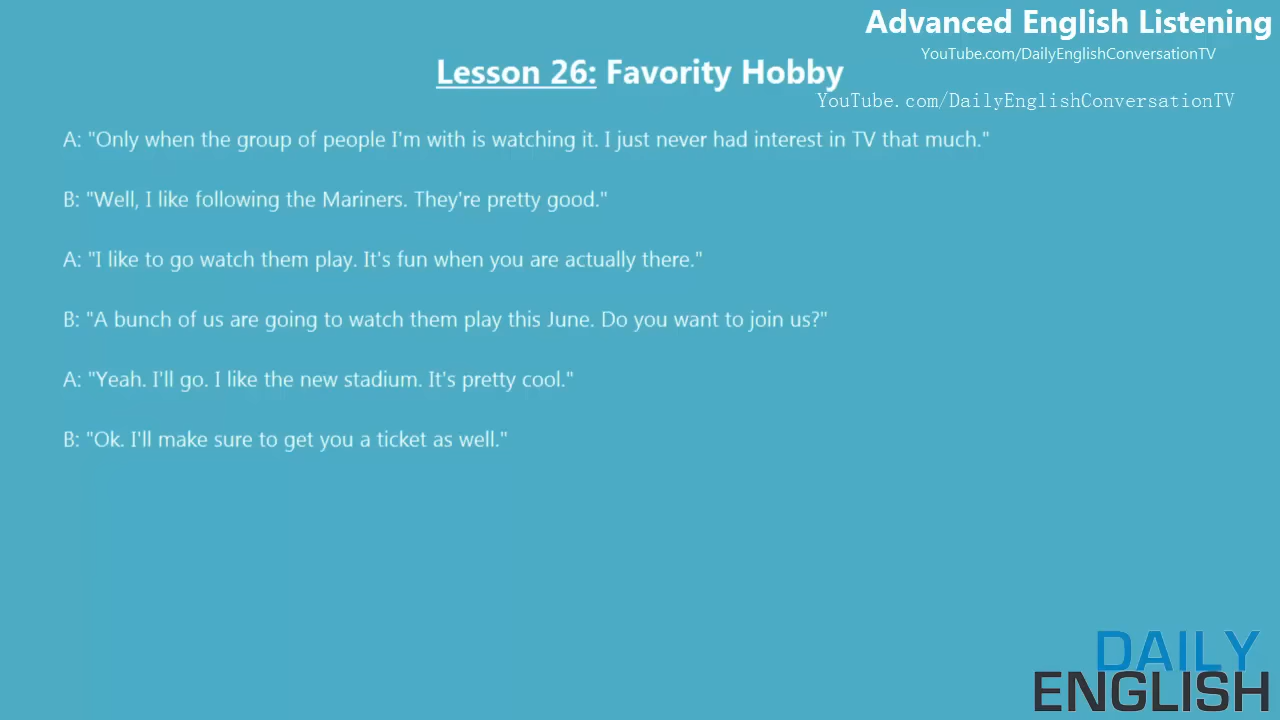 Advanced English Listening
YouTube.com/DailyEnglishConversationTV
Lesson 26: Favority Hobby
YouTube.com/DailyEnglishConversationTV
A: "Only when the group of people I'm with is watching it. I just never had interest in TV that much."
B: "Well, I like following the Mariners. They're pretty good."
A: "I like to go watch them play. It's fun when you are actually there."
B: "A bunch of us are going to watch them play this June. Do you want to join us?"
A: "Yeah. I'll go. I like the new stadium. It's pretty cool."
B: "Ok. I'll make sure to get you a ticket as well."
DAILY
ENGLISH